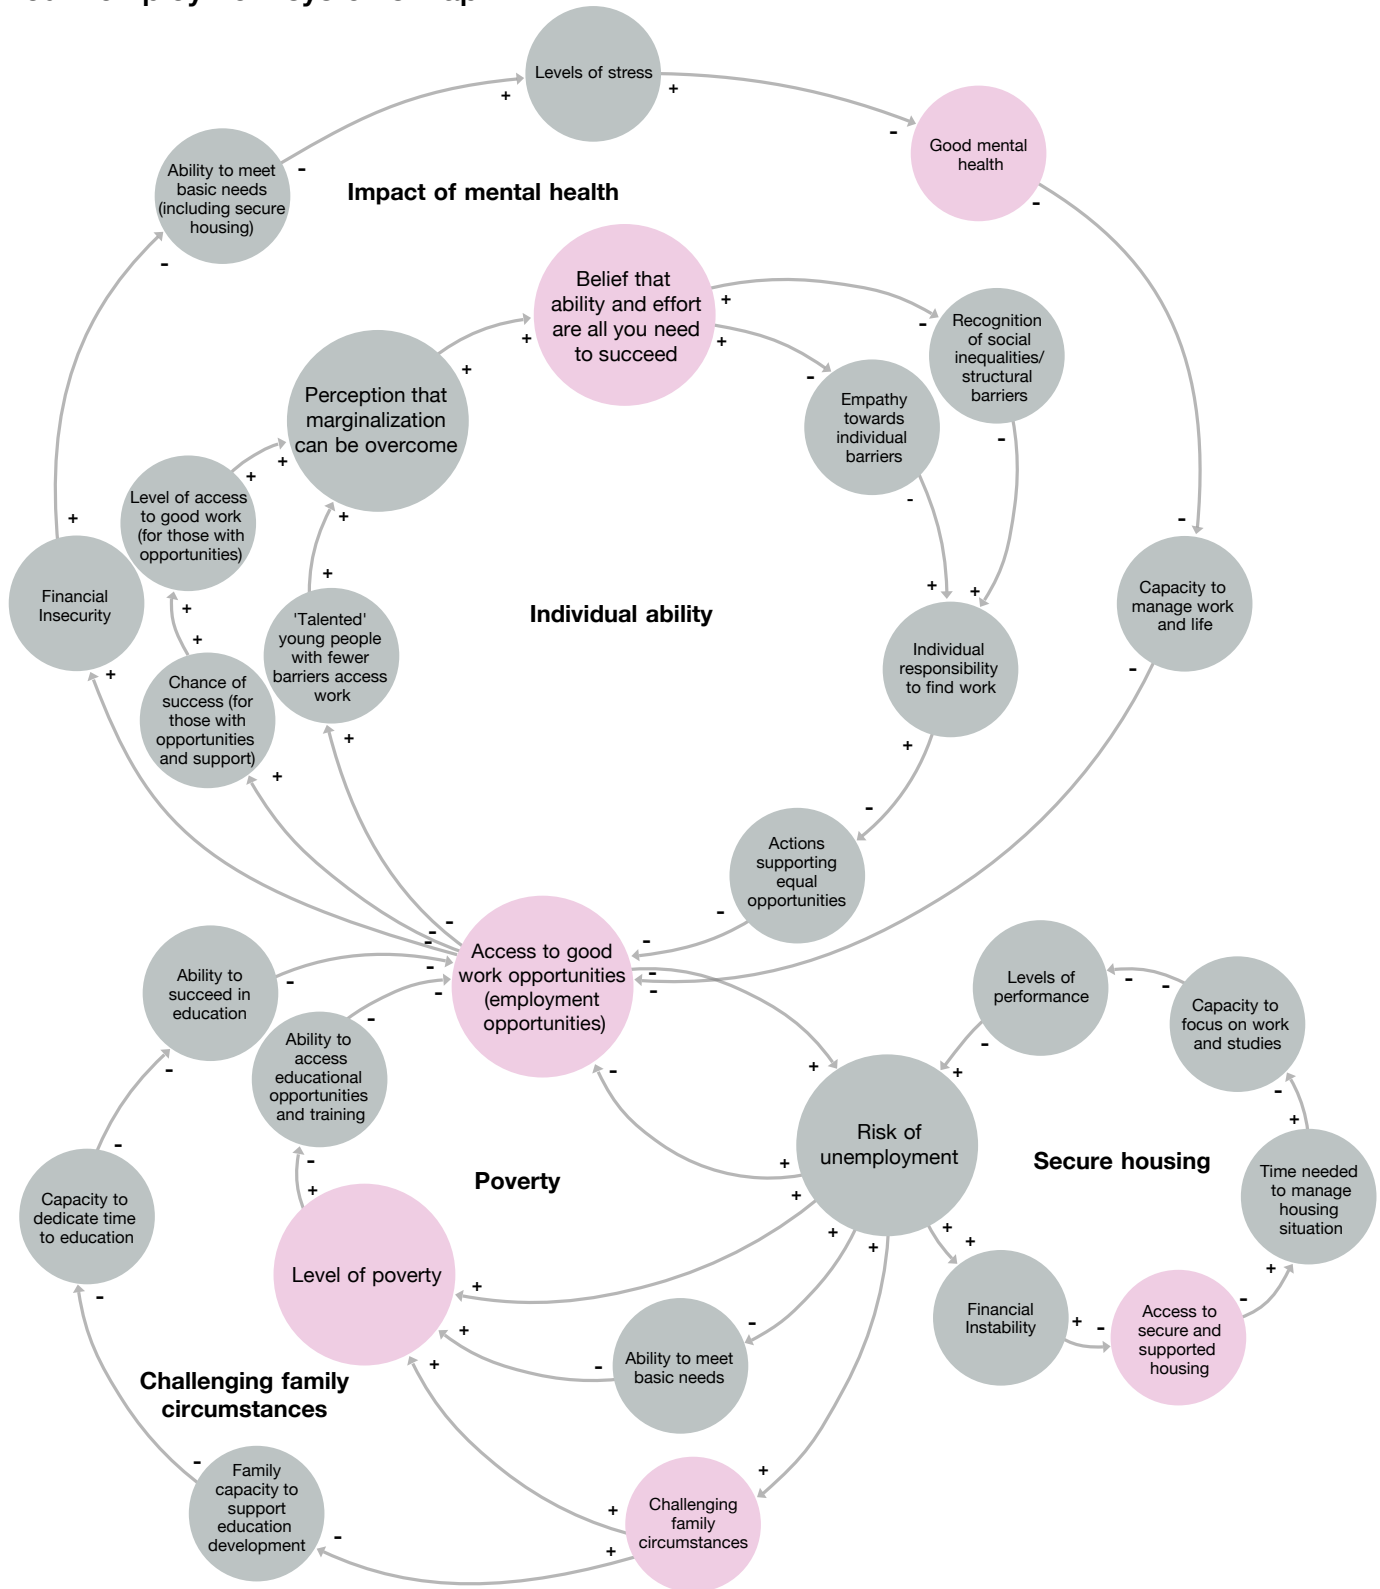 Levels of stress
+
+
-
Good mental
health
-
Ability to meet
basic needs
(including secure
housing)
-
-
Impact of mental health
Belief that
ability and effort
are all you need
to succeed
+
+
+
-
-
Recognition
of social
inequalities/
structural
barriers
-
Empathy
towards
individual
barriers
-
Perception that
marginalization
can be overcome
+
+
+
+
Level of access
to good work
(for those with
opportunities)
+
+
Financial
Insecurity
+
+
Chance of
success (for
those with
opportunities
and support)
+
+
'Talented'
young people
with fewer
barriers access
work
+
+
Individual ability
+
+
Individual
responsibility
to find work
+
-
-
Capacity to
manage work
and life
-
Actions
supporting
equal
opportunities
-
-
-
-
-
Access to good
work opportunities
(employment
opportunities)
-
-
-
-
-
Ability to
succeed in
education
-
-
Ability to
access
educational
opportunities
and training
-
-
+
Levels of
performance
-
-
-
Capacity to
focus on work
and studies
-
+
+
+
Risk of
unemployment
+
+
+
+
+
+
Secure housing
Time needed
to manage
housing
situation
+
-
Poverty
Capacity to
dedicate time
to education
-
-
Level of poverty
+
+
+
Ability to meet
basic needs
-
-
Financial
Instability
+
-
Access to
secure and
supported
housing
Challenging family
circumstances
-
Family
capacity to
support
education
development
-
Challenging
family
circumstances
+
+
+